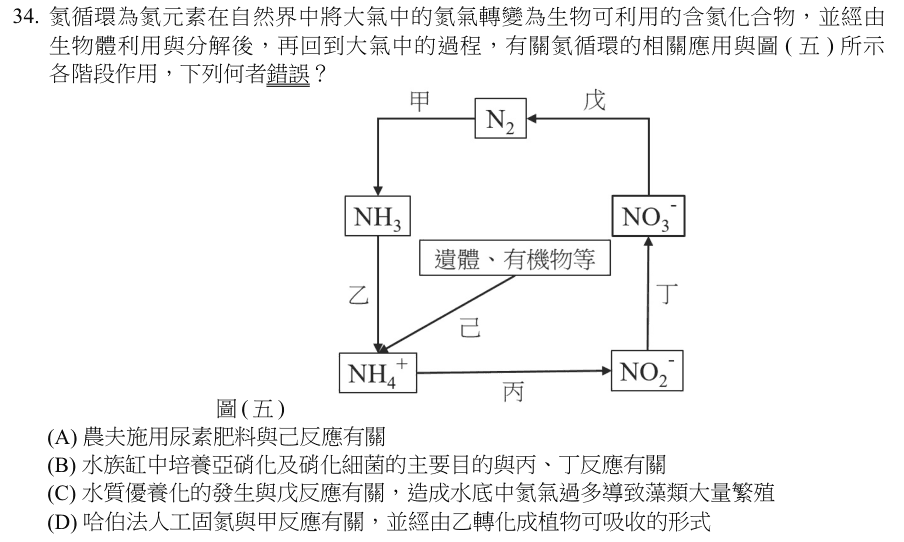 34. 氮循環為氮元素在自然界中將大氣中的氮氣轉變為生物可利用的含氮化合物，並經由
生物體利用與分解後，再回到大氣中的過程，有關氮循環的相關應用與圖(五)所示
各階段作用，下列何者錯誤？
甲
戊
N₂
NH₃
NO₃⁻
遺體、有機物等
乙
丁
己
NH₄⁺
NO₂⁻
丙
圖(五)
(A) 農夫施用尿素肥料與己反應有關
(B) 水族缸中培養亞硝化及硝化細菌的主要目的與丙、丁反應有關
(C) 水質優養化的發生與戊反應有關，造成水底中氮氣過多導致藻類大量繁殖
(D) 哈伯法人工固氮與甲反應有關，並經由乙轉化成植物可吸收的形式